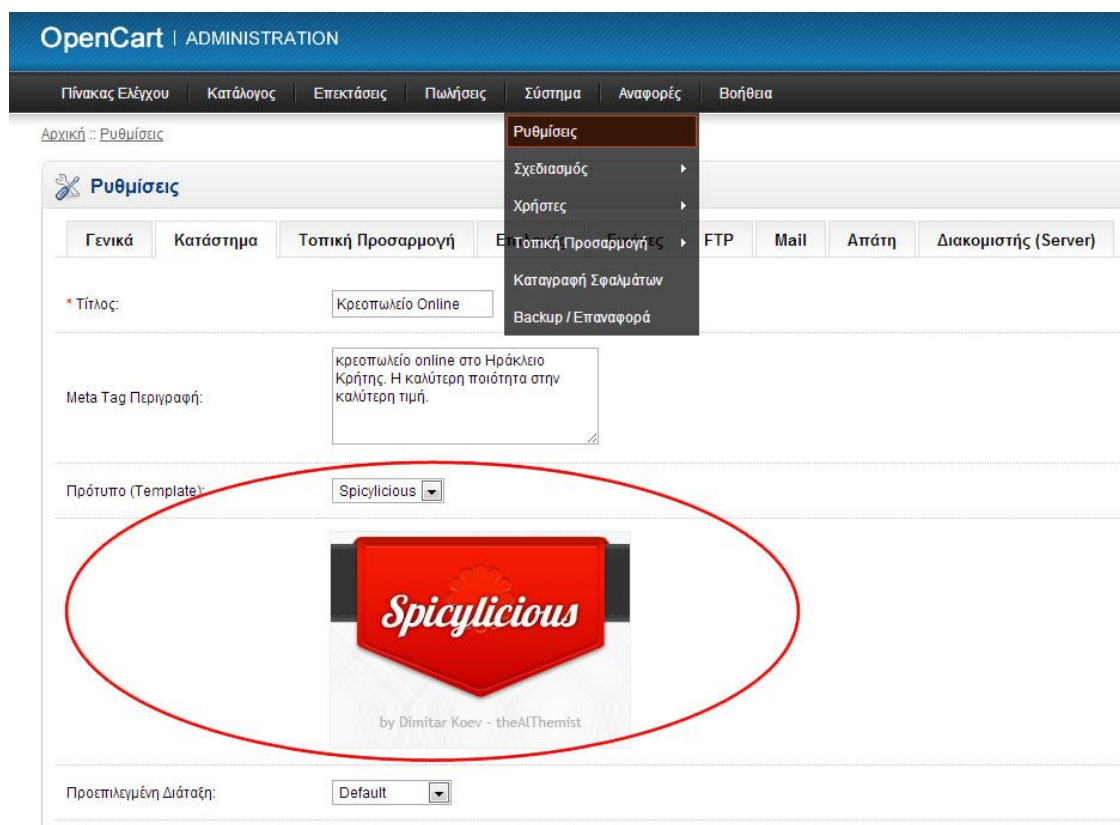 OpenCart | ADMINISTRATION
Πίνακας Ελέγχου Κατάλογος Επεκτάσεις Πωλήσεις Σύστημα Αναφορές Βοήθεια
Αρχική :: Ρυθμίσεις
Ρυθμίσεις
Σχεδιασμός
Χρήστες
Τοπική Προσαρμογή
Καταγραφή Σφαλμάτων
Backup / Επαναφορά
Ρυθμίσεις
Γενικά Κατάστημα Τοπική Προσαρμογή FTP Mail Απάτη Διακομιστής (Server)
* Τίτλος: Κρεοπωλείο Online
Meta Tag Περιγραφή:
κρεοπωλείο online στο Ηράκλειο
Κρήτης. Η καλύτερη ποιότητα στην
καλύτερη τιμή.
Πρότυπο (Template): Spicylicious
Spicylicious
by Dimitar Koev - theAlThemist
Προεπιλεγμένη Διάταξη: Default